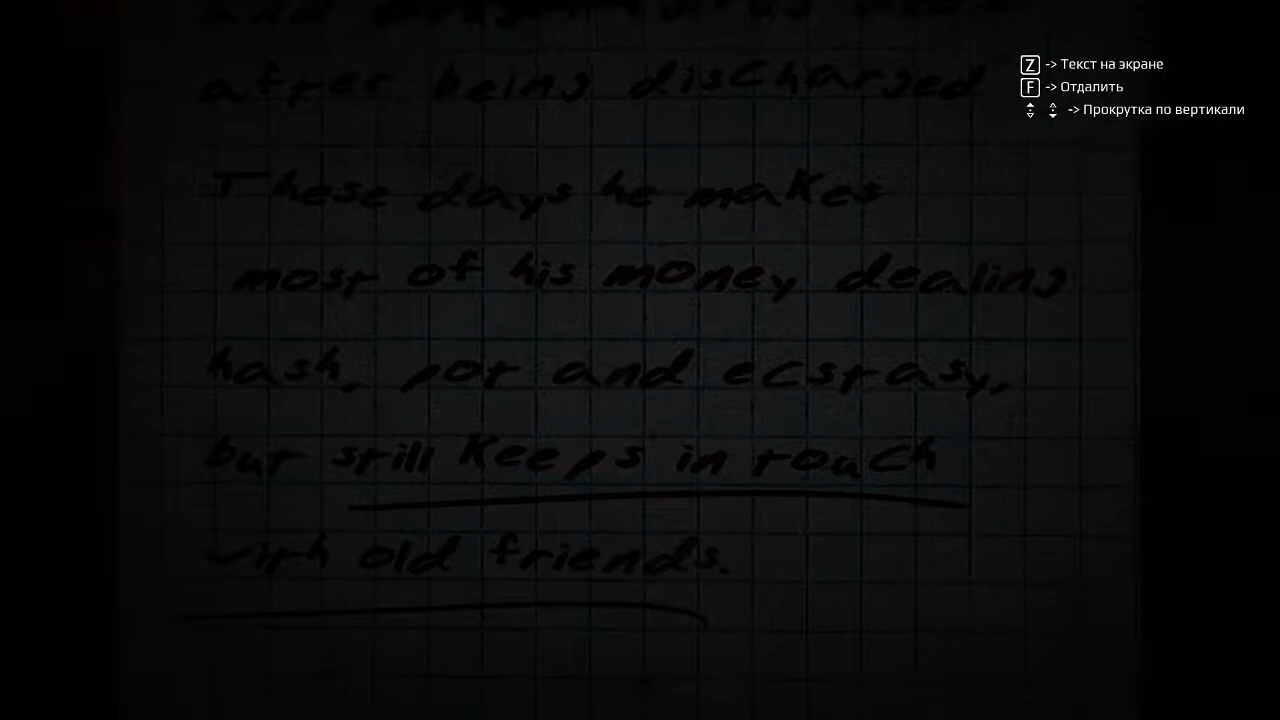 after being discharged
These days he makes
most of his money dealing
hash, pot and ecstasy,
but still keeps in touch
with old friends.
Z -> Текст на экране
F -> Отдалить
-> Прокрутка по вертикали